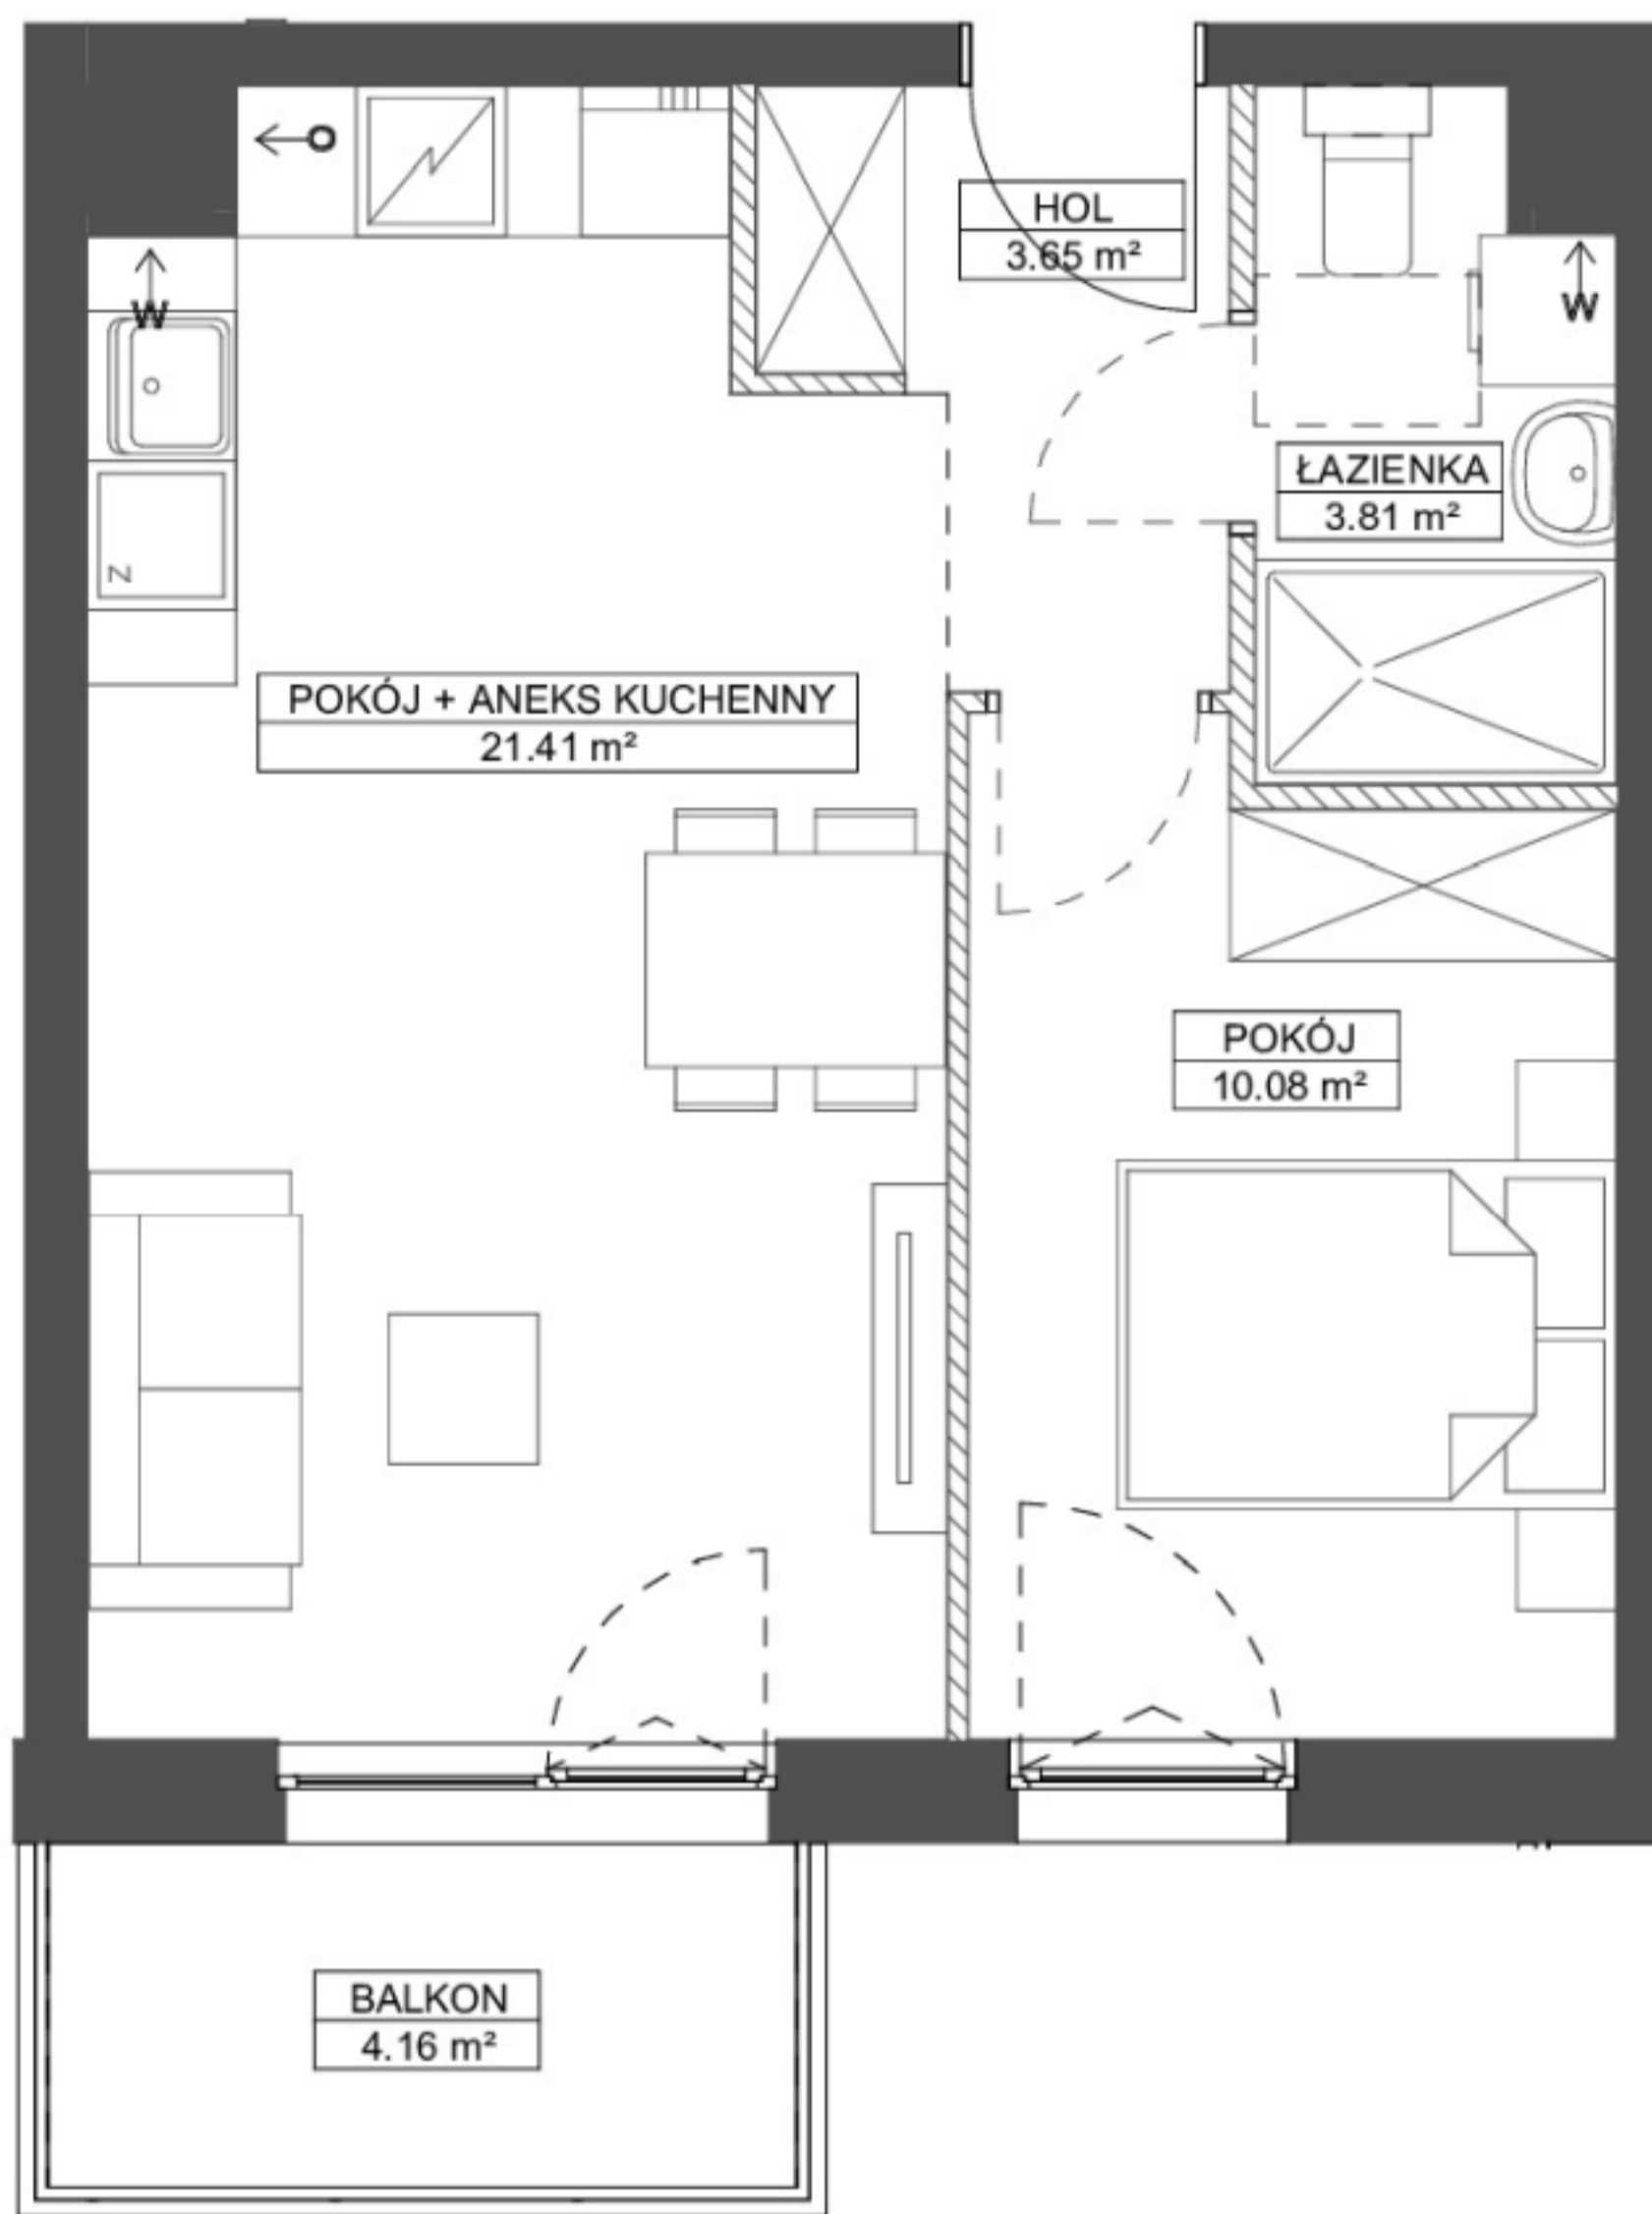 O
HOL
3.65 m²
W
W
ŁAZIENKA
3.81 m²
Z
POKÓJ + ANEKS KUCHENNY
21.41 m²
POKÓJ
10.08 m²
BALKON
4.16 m²